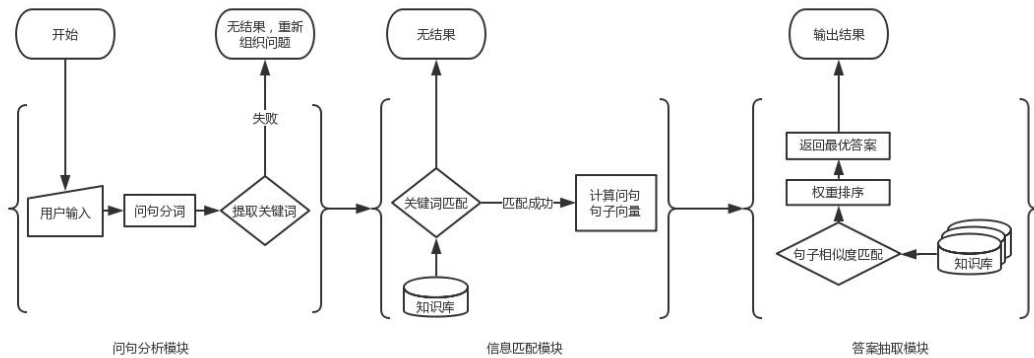 开始
无结果，重新
组织问题
失败
用户输入
问句分词
提取关键词
问句分析模块
无结果
关键词匹配
匹配成功
计算问句
句子向量
知识库
信息匹配模块
输出结果
返回最优答案
权重排序
句子相似度匹配
知识库
答案抽取模块